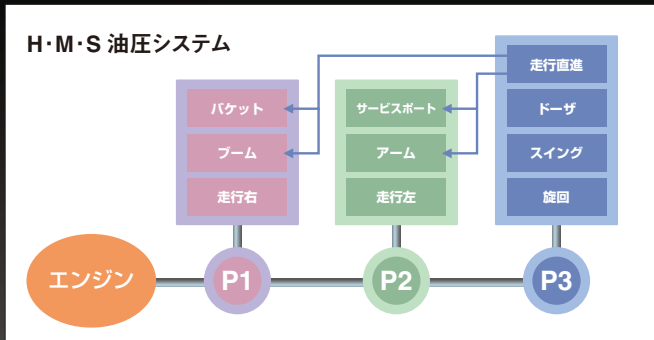 H・M・S 油圧システム
バケット
ブーム
走行右
サービスポート
アーム
走行左
走行直進
ドーザ
スイング
旋回
エンジン
P1
P2
P3